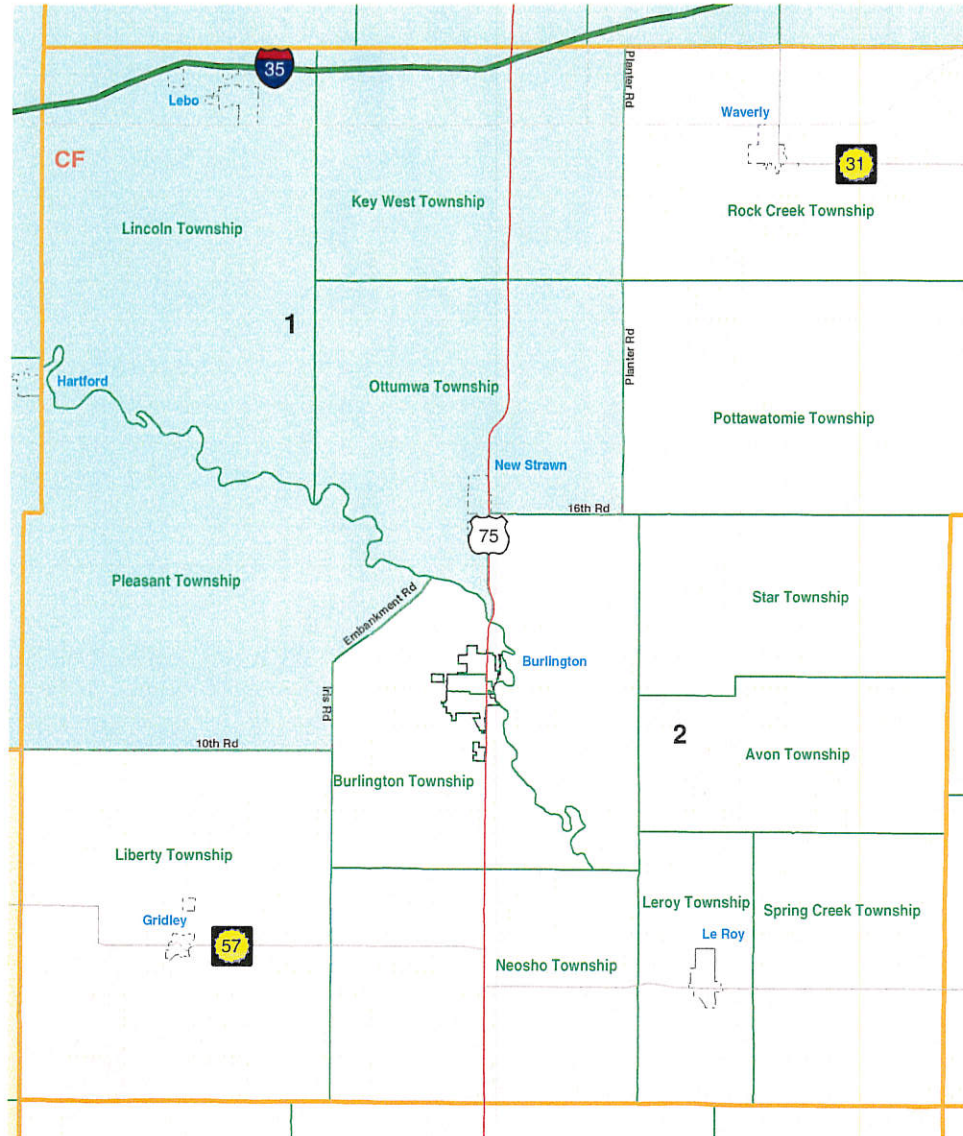 35
Lebo
Planter Rd
Waverly
CF
31
Key West Township
Rock Creek Township
Lincoln Township
1
Planter Rd
Hartford
Ottumwa Township
Pottawatomie Township
New Strawn
16th Rd
75
Pleasant Township
Embankment Rd
Star Township
Burlington
Iris Rd
2
10th Rd
Avon Township
Burlington Township
Liberty Township
Leroy Township
Spring Creek Township
Gridley
57
Le Roy
Neosho Township